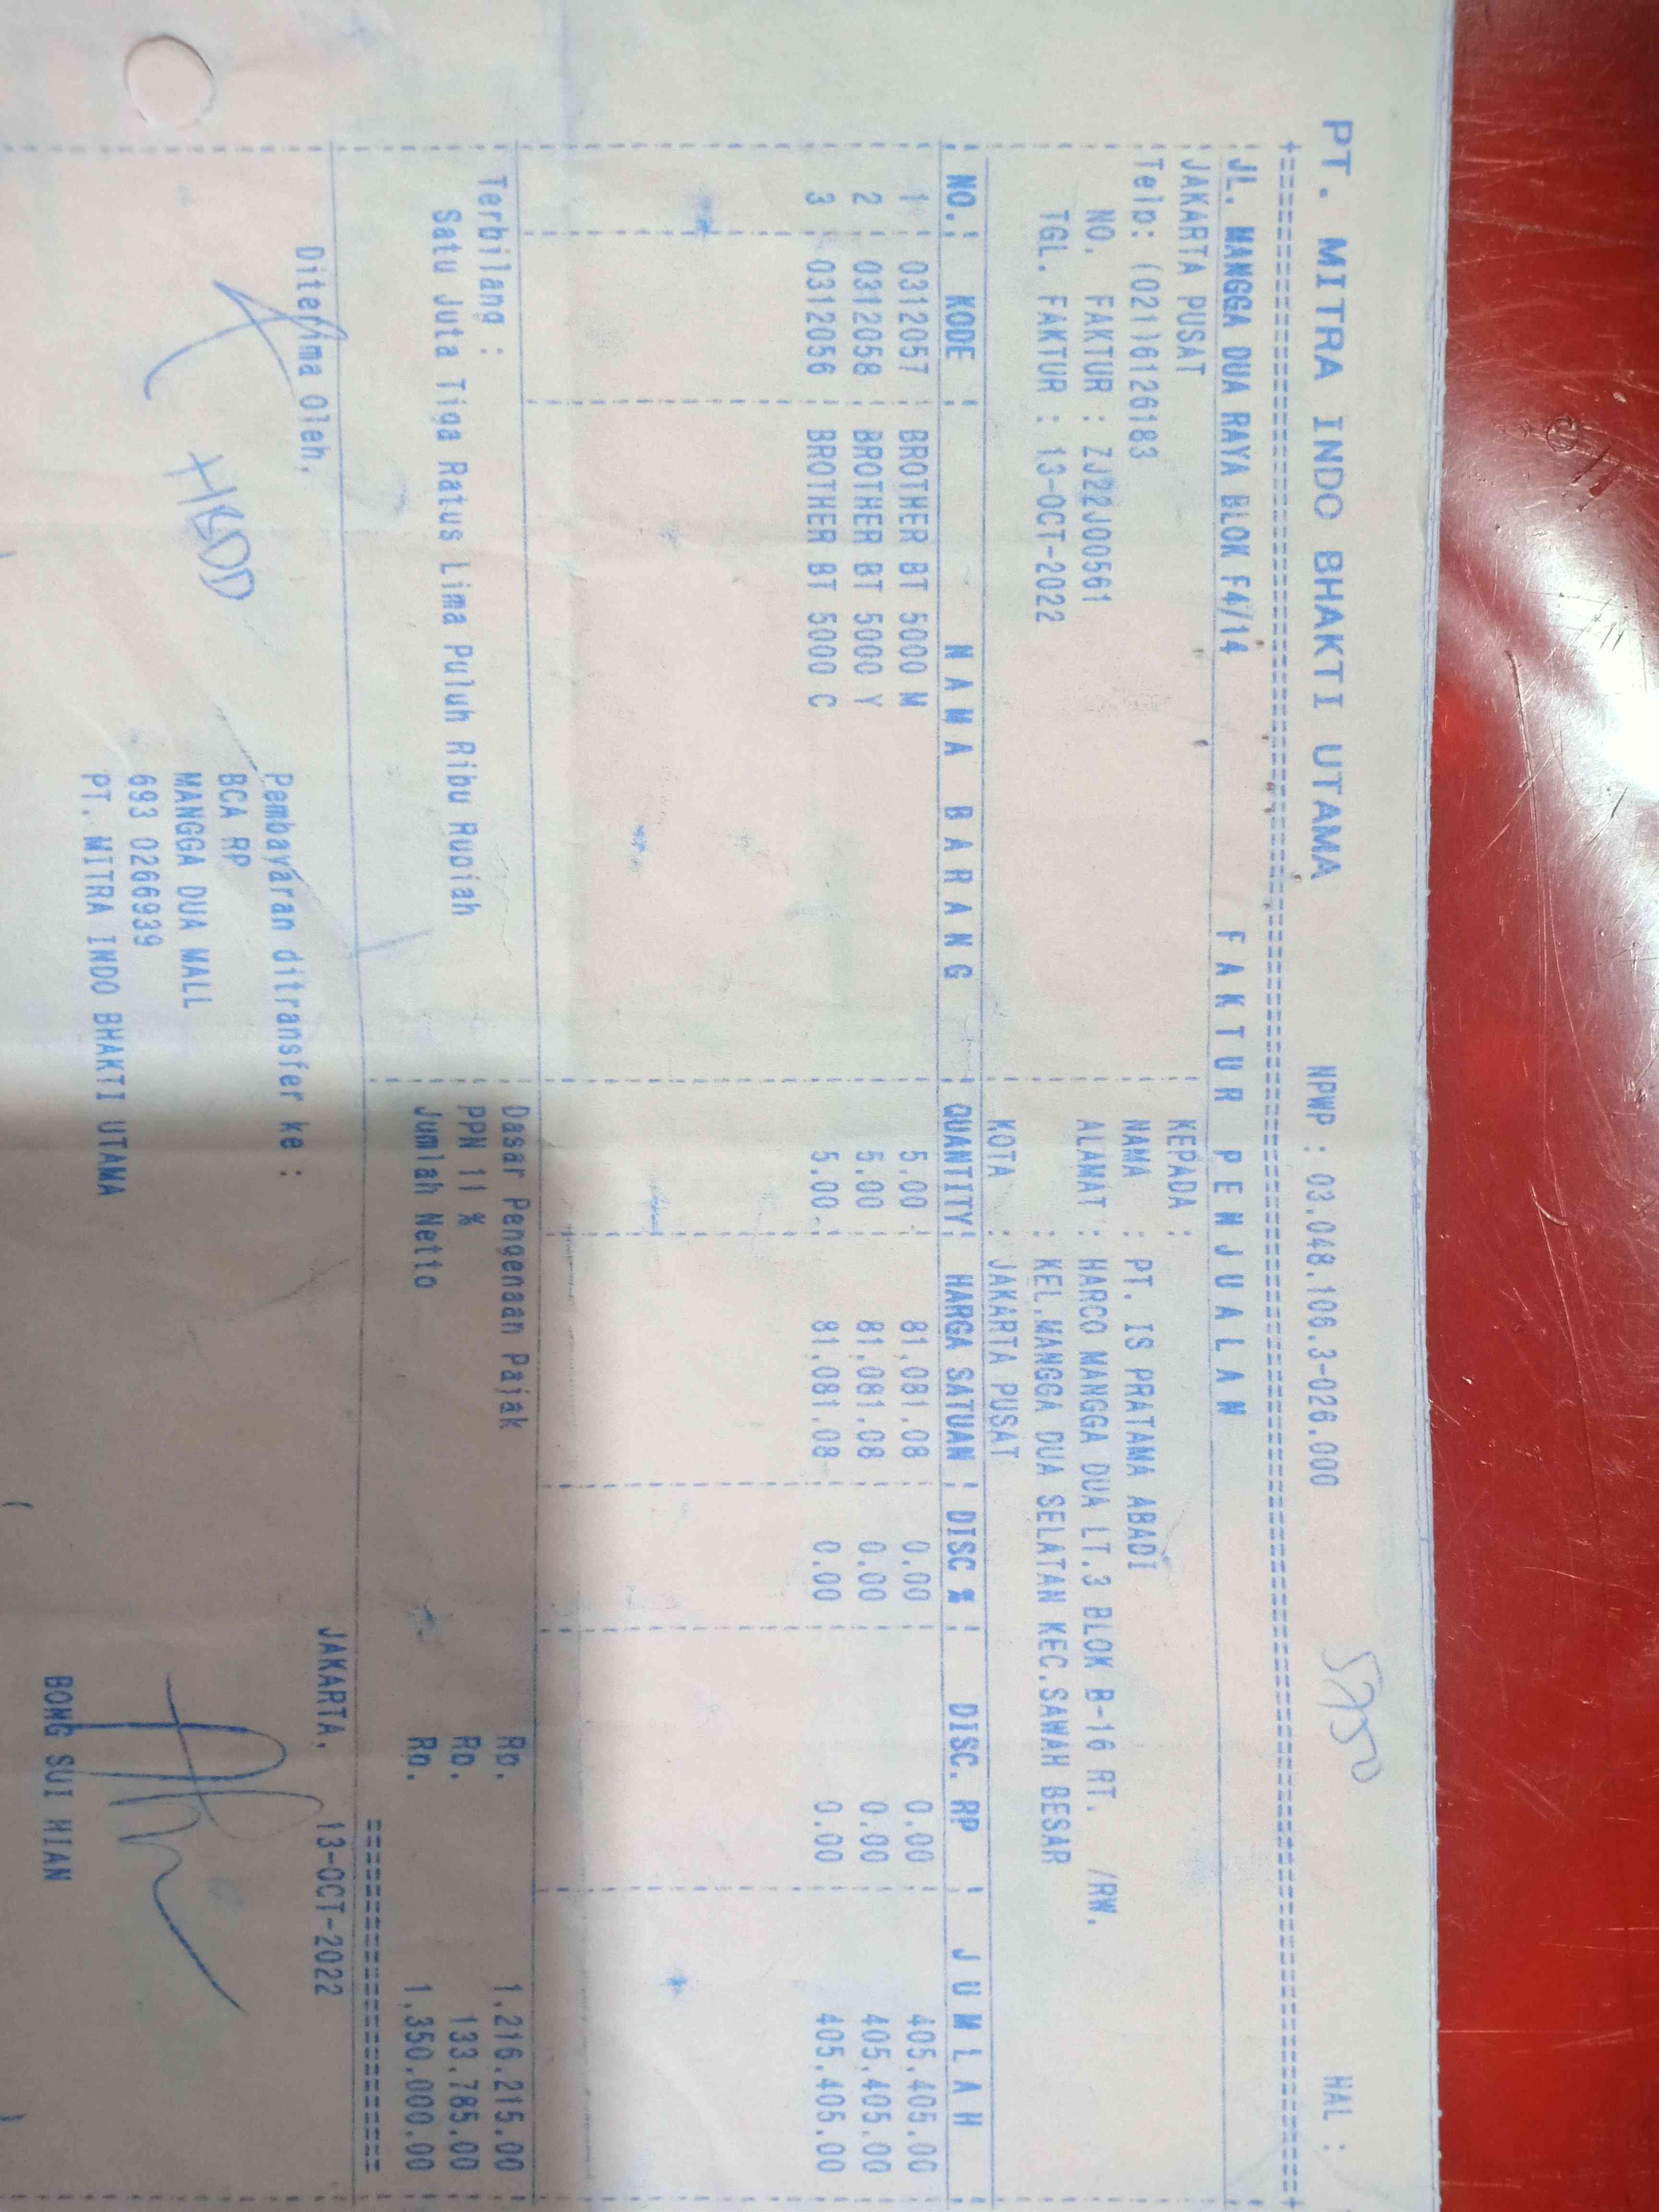 PT. MITRA INDO BHAKTI UTAMA NPWP : 03.048.106.3-026.000 HAL :
JL. MANGGA DUA RAYA BLOK F4/14 F A K T U R P E N J U A L A N
JAKARTA PUSAT KEPADA :
Telp: (021)6126183 NAMA : PT. IS PRATAMA ABADI
NO. FAKTUR : ZJ22J00561 ALAMAT : HARCO MANGGA DUA LT.3 BLOK B-16 RT. /RW.
TGL. FAKTUR : 13-OCT-2022 : KEL.MANGGA DUA SELATAN KEC.SAWAH BESAR
KOTA : JAKARTA PUSAT
NO. KODE N A M A B A R A N G QUANTITY HARGA SATUAN DISC % DISC. RP J U M L A H
1 0312057 BROTHER BT 5000 M 5.00 81,081.08 0.00 0.00 405,405.00
2 0312058 BROTHER BT 5000 Y 5.00 81,081.08 0.00 0.00 405,405.00
3 0312056 BROTHER BT 5000 C 5.00 81,081.08 0.00 0.00 405,405.00
Terbilang : Dasar Pengenaan Pajak Rp. 1,216,215.00
Satu Juta Tiga Ratus Lima Puluh Ribu Rupiah PPN 11 % Rp. 133,785.00
Jumlah Netto Rp. 1,350,000.00
Diterima Oleh, JAKARTA, 13-OCT-2022
Pembayaran ditransfer ke :
BCA RP
MANGGA DUA MALL
693 0266939
PT. MITRA INDO BHAKTI UTAMA
BONG SUI HIAN